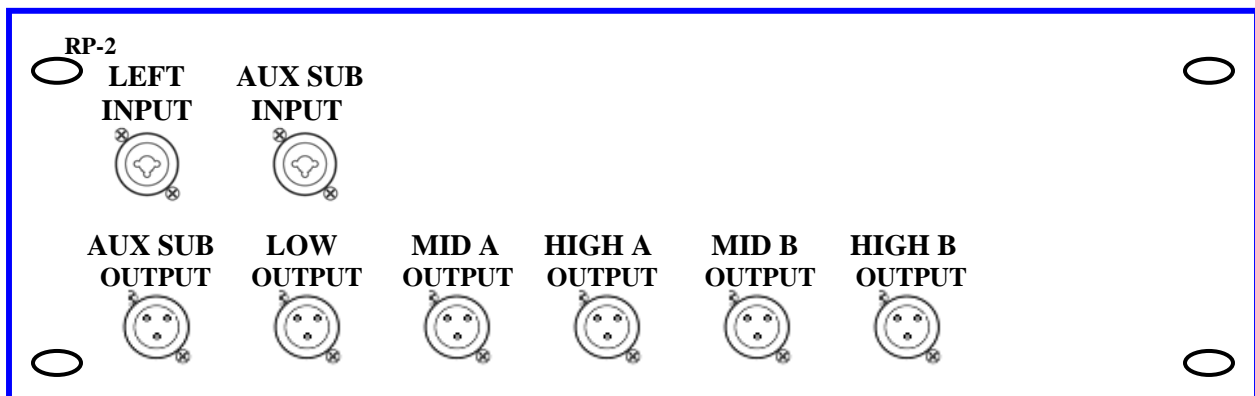 RP-2
LEFT AUX SUB
INPUT INPUT
AUX SUB LOW MID A HIGH A MID B HIGH B
OUTPUT OUTPUT OUTPUT OUTPUT OUTPUT OUTPUT